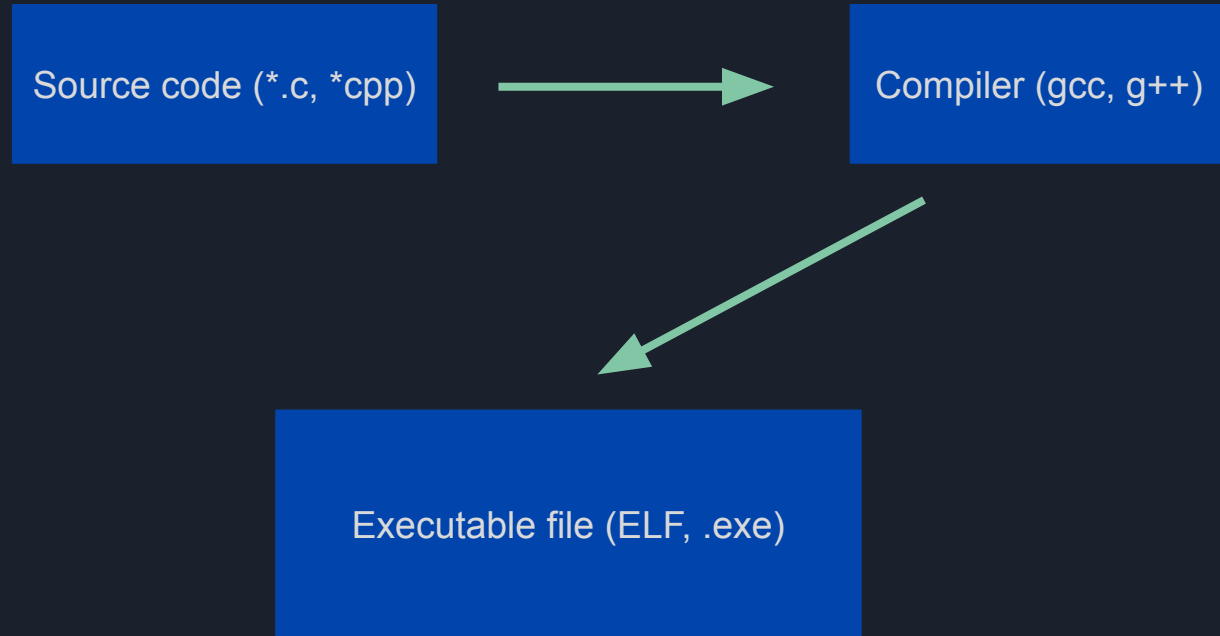 Source code (*.c, *cpp)
Compiler (gcc, g++)
Executable file (ELF, .exe)